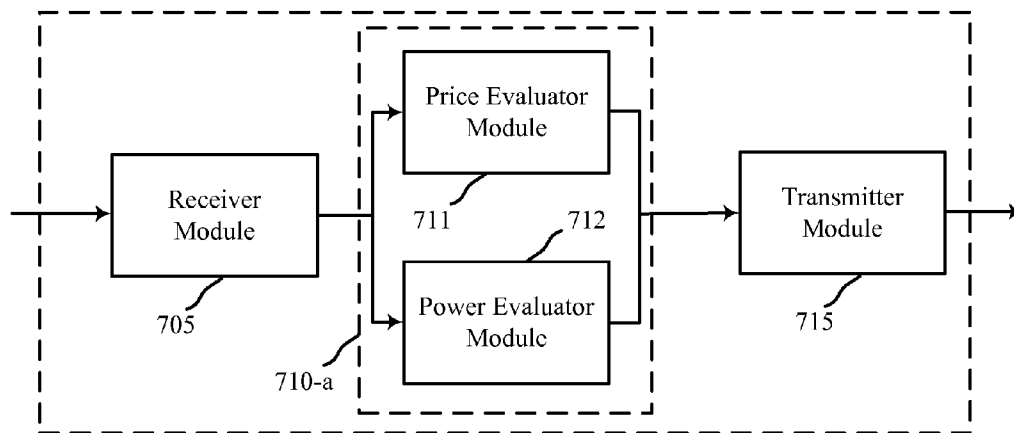 Price Evaluator
Module
711
Receiver
Module
705
712
Power Evaluator
Module
710-a
Transmitter
Module
715